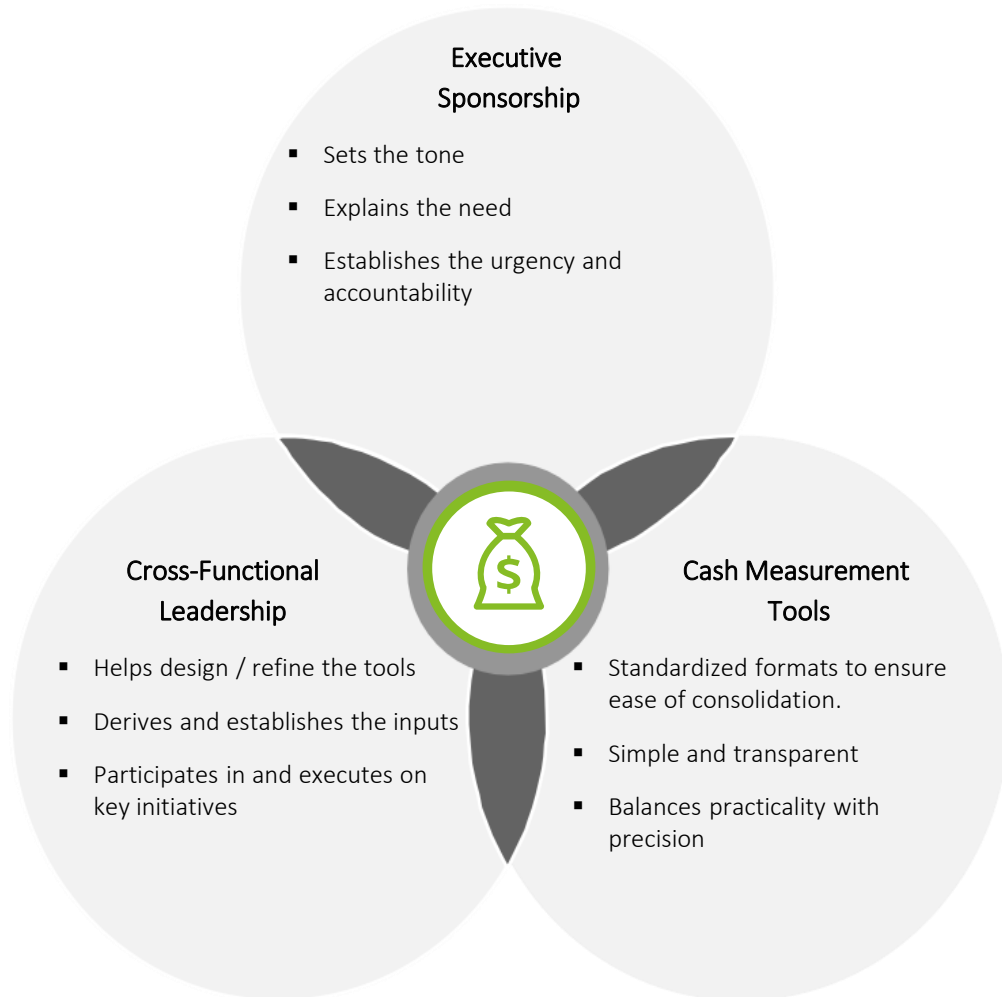 Executive
Sponsorship
▪ Sets the tone
▪ Explains the need
▪ Establishes the urgency and
accountability
Cross-Functional
Leadership
▪ Helps design / refine the tools
▪ Derives and establishes the inputs
▪ Participates in and executes on
key initiatives
$
Cash Measurement
Tools
▪ Standardized formats to ensure
ease of consolidation.
▪ Simple and transparent
▪ Balances practicality with
precision